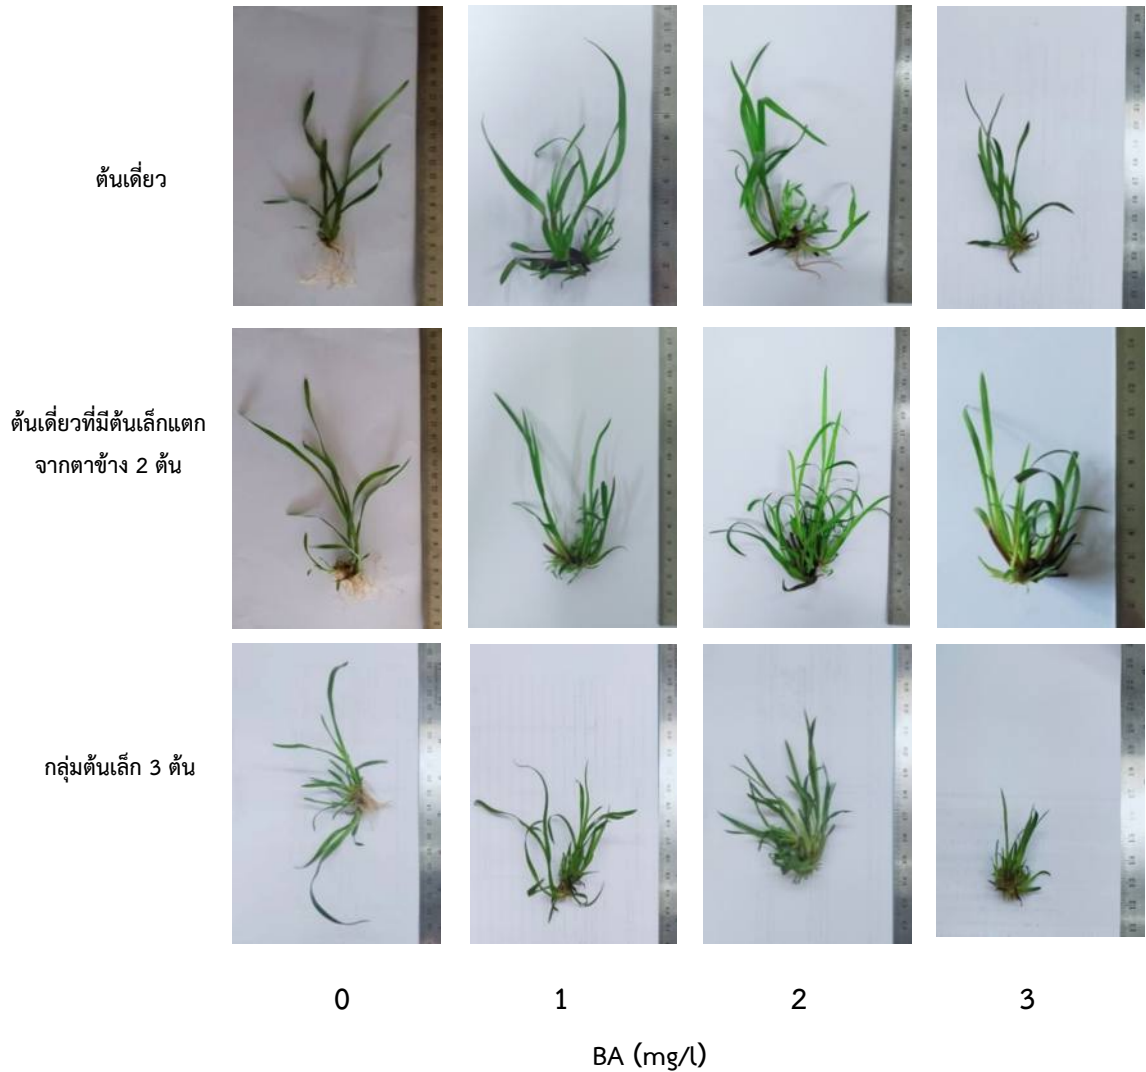 ต้นเดี่ยว
ต้นเดี่ยวที่มีต้นเล็กแตก
จากตาข้าง 2 ต้น
กลุ่มต้นเล็ก 3 ต้น
0 1 2 3
BA (mg/l)